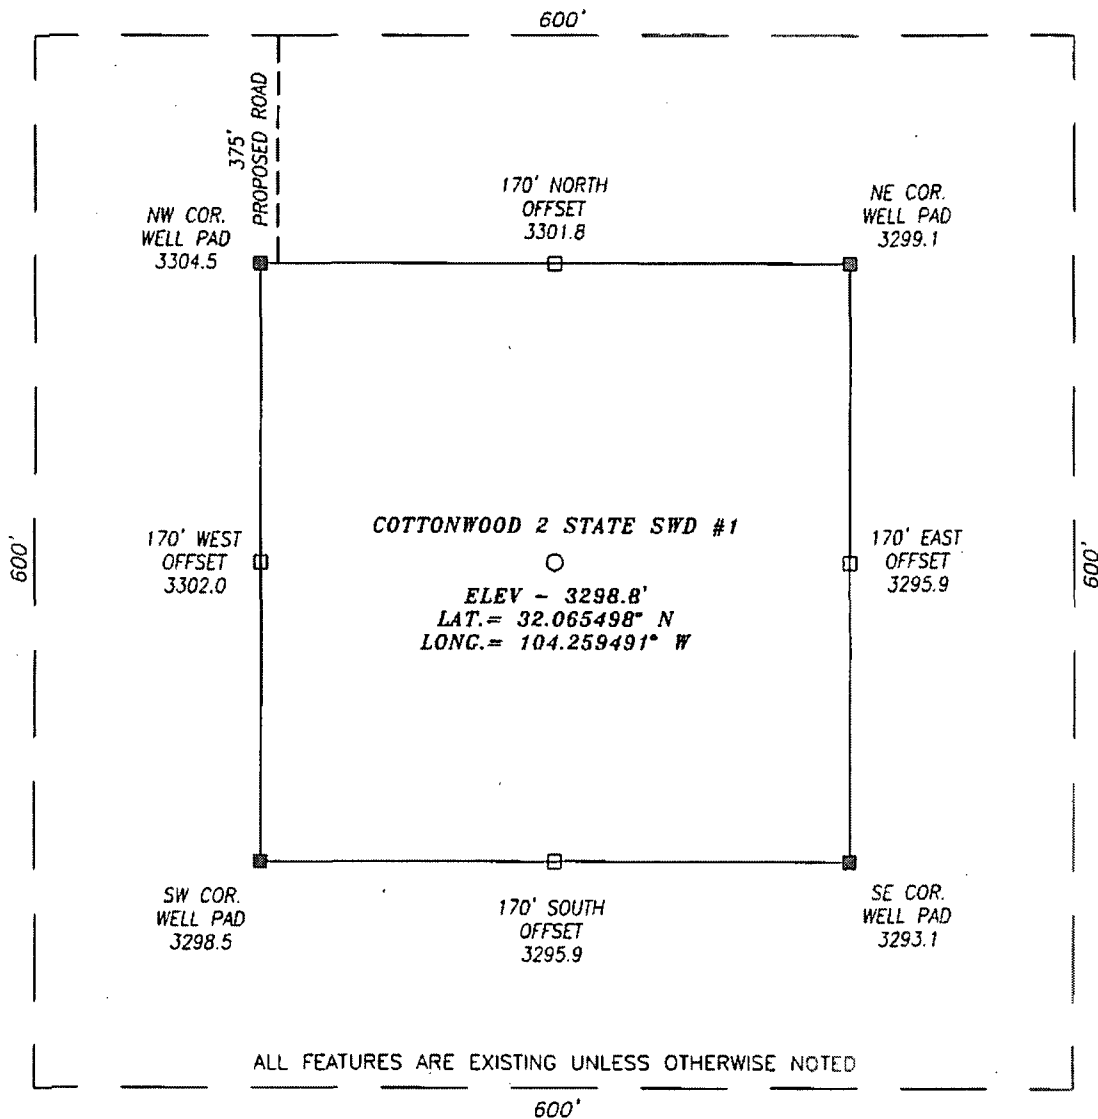 600'
375'
PROPOSED ROAD
NW COR.
WELL PAD
3304.5
170' NORTH
OFFSET
3301.8
NE COR.
WELL PAD
3299.1
600'
170' WEST
OFFSET
3302.0
COTTONWOOD 2 STATE SWD #1
ELEV - 3298.8'
LAT.= 32.065498° N
LONG.= 104.259491° W
170' EAST
OFFSET
3295.9
600'
SW COR.
WELL PAD
3298.5
170' SOUTH
OFFSET
3295.9
SE COR.
WELL PAD
3293.1
ALL FEATURES ARE EXISTING UNLESS OTHERWISE NOTED
600'